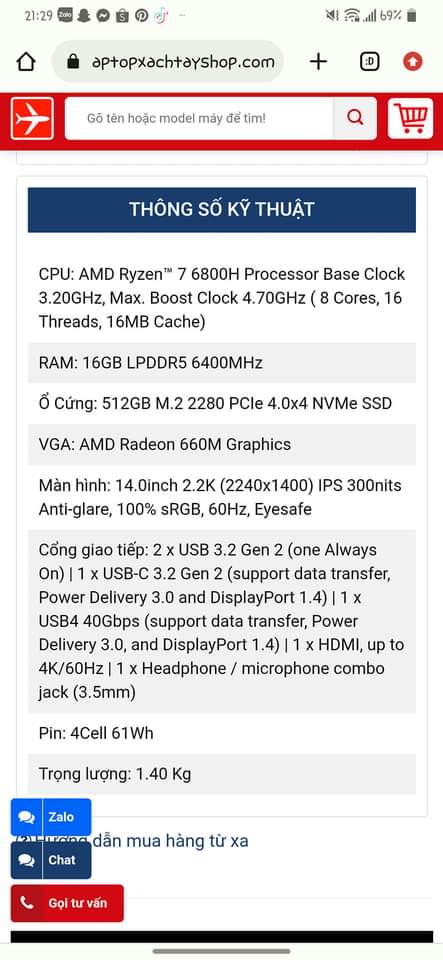 21:29 Zalo 69%
aptopxachtayshop.com
:D
Gõ tên hoặc model máy để tìm!
THÔNG SỐ KỸ THUẬT
CPU: AMD Ryzen™ 7 6800H Processor Base Clock
3.20GHz, Max. Boost Clock 4.70GHz ( 8 Cores, 16
Threads, 16MB Cache)
RAM: 16GB LPDDR5 6400MHz
Ổ Cứng: 512GB M.2 2280 PCIe 4.0x4 NVMe SSD
VGA: AMD Radeon 660M Graphics
Màn hình: 14.0inch 2.2K (2240x1400) IPS 300nits
Anti-glare, 100% sRGB, 60Hz, Eyesafe
Cổng giao tiếp: 2 x USB 3.2 Gen 2 (one Always
On) | 1 x USB-C 3.2 Gen 2 (support data transfer,
Power Delivery 3.0 and DisplayPort 1.4) | 1 x
USB4 40Gbps (support data transfer, Power
Delivery 3.0, and DisplayPort 1.4) | 1 x HDMI, up to
4K/60Hz | 1 x Headphone / microphone combo
jack (3.5mm)
Pin: 4Cell 61Wh
Trọng lượng: 1.40 Kg
Zalo
dẫn mua hàng từ xa
Chat
Gọi tư vấn